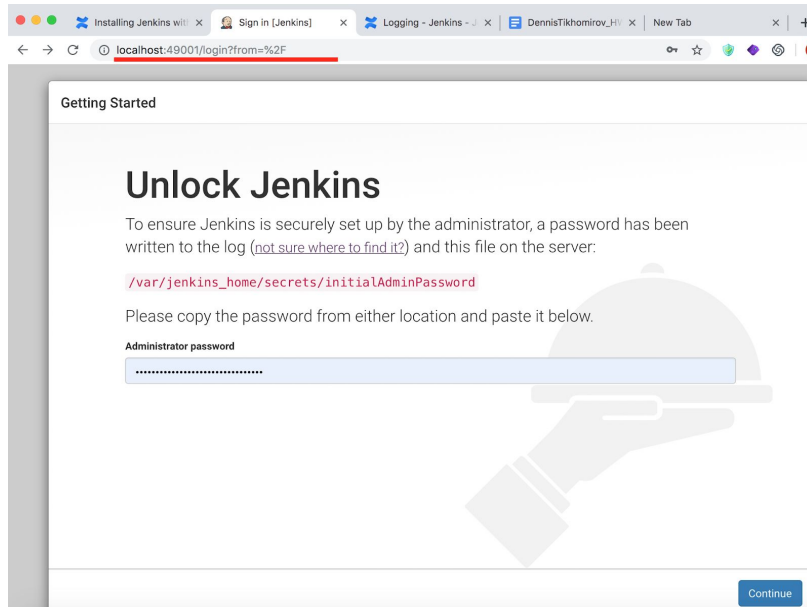 Installing Jenkins wit
Sign in [Jenkins]
Logging - Jenkins - J
DennisTikhomirov_HW
New Tab
localhost:49001/login?from=%2F
Getting Started
Unlock Jenkins
To ensure Jenkins is securely set up by the administrator, a password has been
written to the log (not sure where to find it?) and this file on the server:
/var/jenkins_home/secrets/initialAdminPassword
Please copy the password from either location and paste it below.
Administrator password
Continue